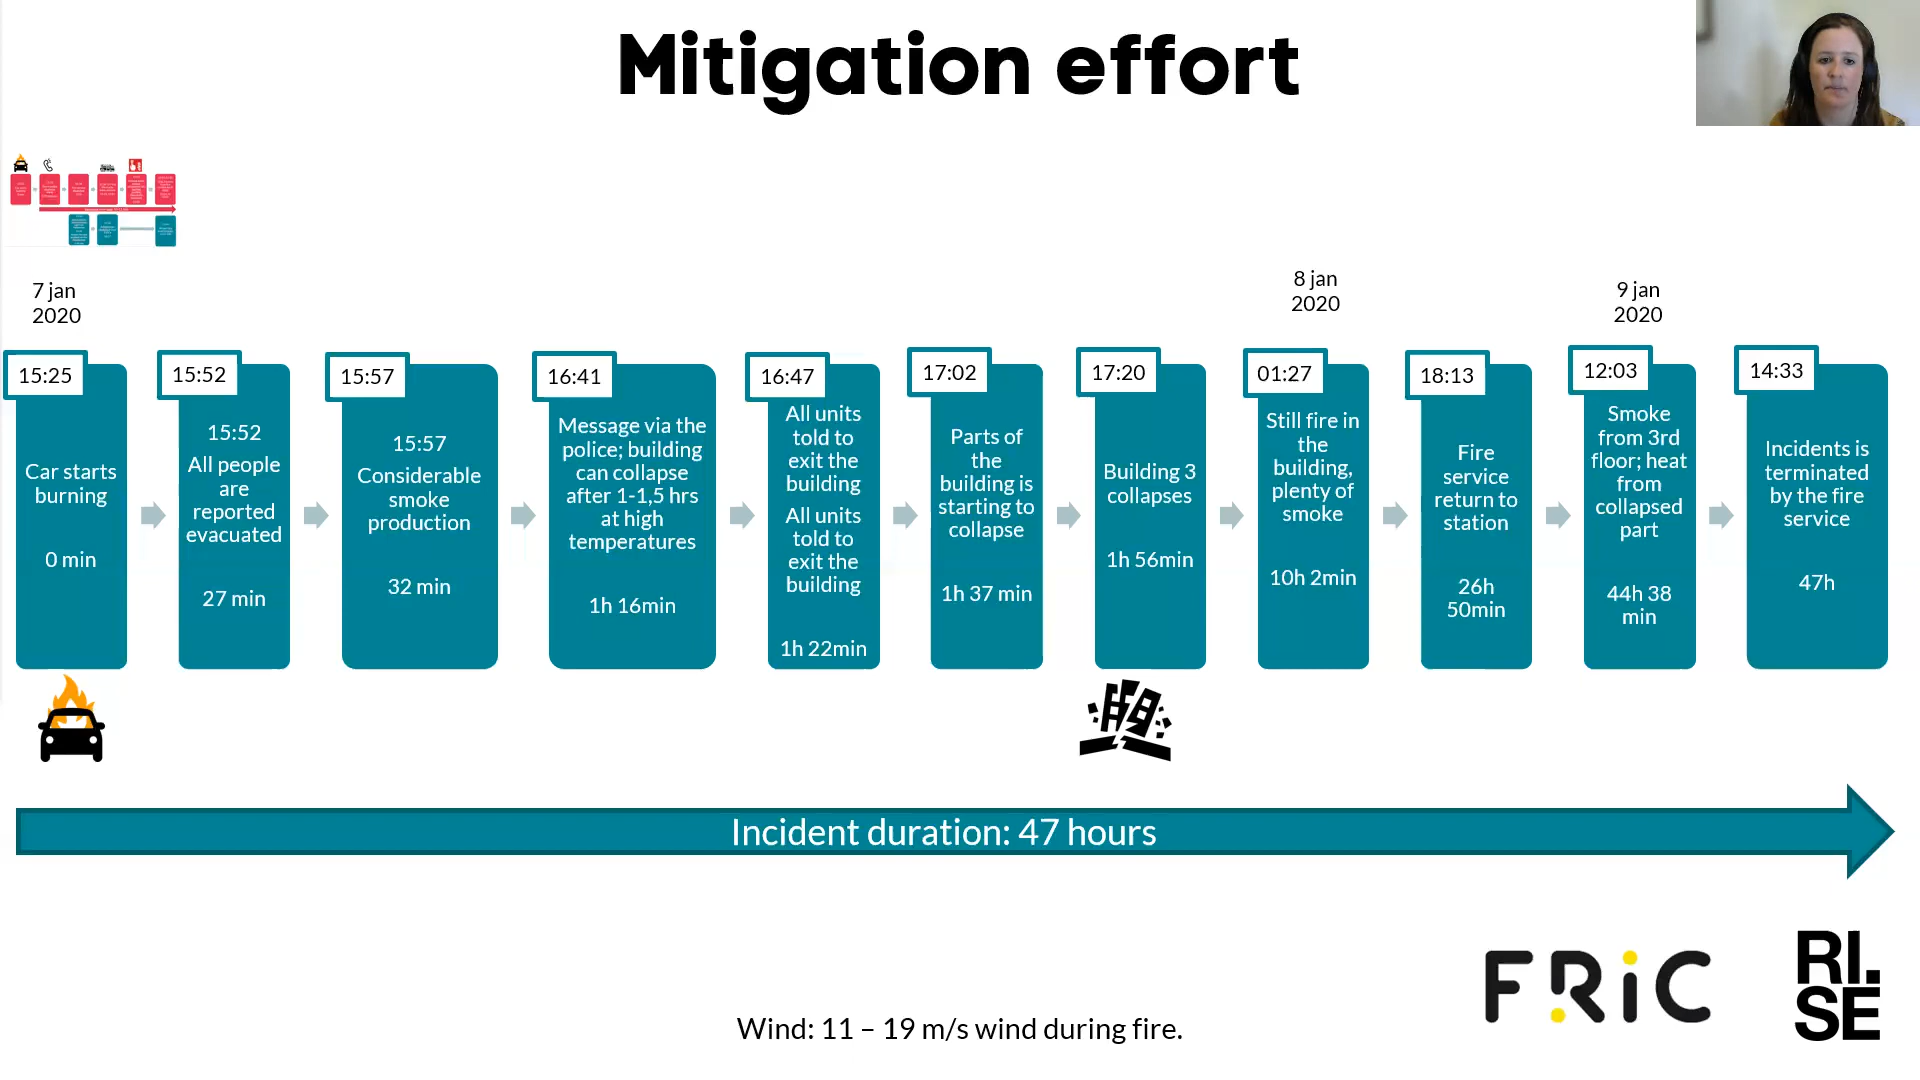 Mitigation effort
7 jan
2020
8 jan
2020
9 jan
2020
15:25
Car starts
burning
0 min
15:52
15:52
All people
are
reported
evacuated
27 min
15:57
15:57
Considerable
smoke
production
32 min
16:41
Message via the
police; building
can collapse
after 1-1,5 hrs
at high
temperatures
1h 16min
16:47
All units
told to
exit the
building
All units
told to
exit the
building
1h 22min
17:02
Parts of
the
building is
starting to
collapse
1h 37 min
17:20
Building 3
collapses
1h 56min
01:27
Still fire in
the
building,
plenty of
smoke
10h 2min
18:13
Fire
service
return to
station
26h
50min
12:03
Smoke
from 3rd
floor; heat
from
collapsed
part
44h 38
min
14:33
Incidents is
terminated
by the fire
service
47h
Incident duration: 47 hours
Wind: 11 – 19 m/s wind during fire.
FRiC
RI.
SE